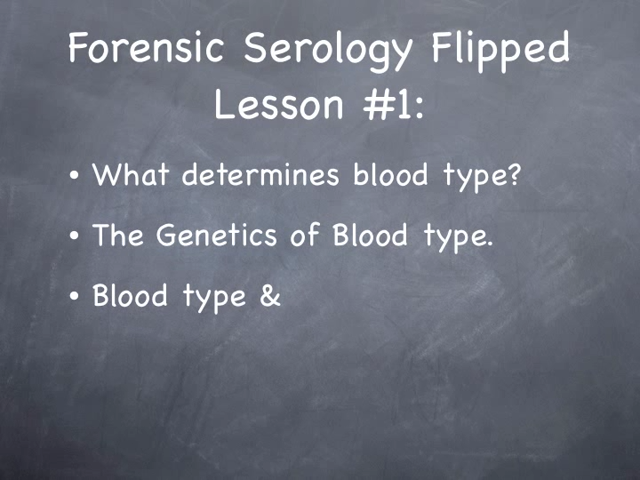 Forensic Serology Flipped
Lesson #1:
• What determines blood type?
• The Genetics of Blood type.
• Blood type &